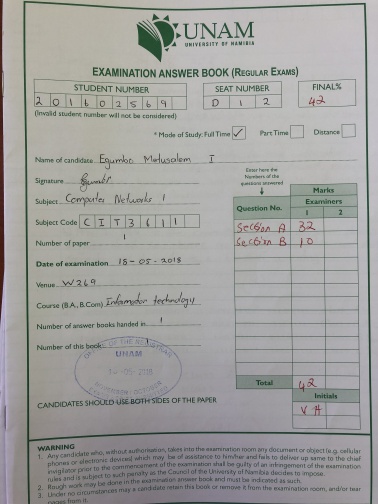 UNAM
UNIVERSITY OF NAMIBIA
EXAMINATION ANSWER BOOK (REGULAR EXAMS)
STUDENT NUMBER SEAT NUMBER FINAL%
2 0 1 6 0 2 5 6 9 D 1 2 42
(Invalid student number will not be considered)
* Mode of Study: Full Time ✓ Part Time Distance
Name of candidate Egumbo Matusalem I
Signature
Subject Computer Networks 1
Subject Code C I T 3 6 1 1
Number of paper 1
Date of examination 18-05-2018
Venue W269
Course (B.A., B.Com) Information technology
Number of answer books handed in 1
Number of this book
Enter here the
Numbers of the
questions answered
Marks
Question No. Examiners
1 2
Section A 32
Section B 10
Total 42
Initials
V H
OFFICE OF THE REGISTRAR
UNAM
CANDIDATES SHOULD USE BOTH SIDES OF THE PAPER
WARNING
1. Any candidate who, without authorisation, takes into the examination room any document or object (e.g. cellular
phones or electronic devices) which may be of assistance to him/her and fails to deliver up same to the chief
invigilator prior to the commencement of the examination shall be guilty of an infringement of the examination
rules and is subject to such penalty as the Council of the University of Namibia decides to impose.
2. Rough work may be done in the examination answer book and must be indicated as such.
3. Under no circumstances may a candidate retain this book or remove it from the examination room, and/or tear
pages from it.